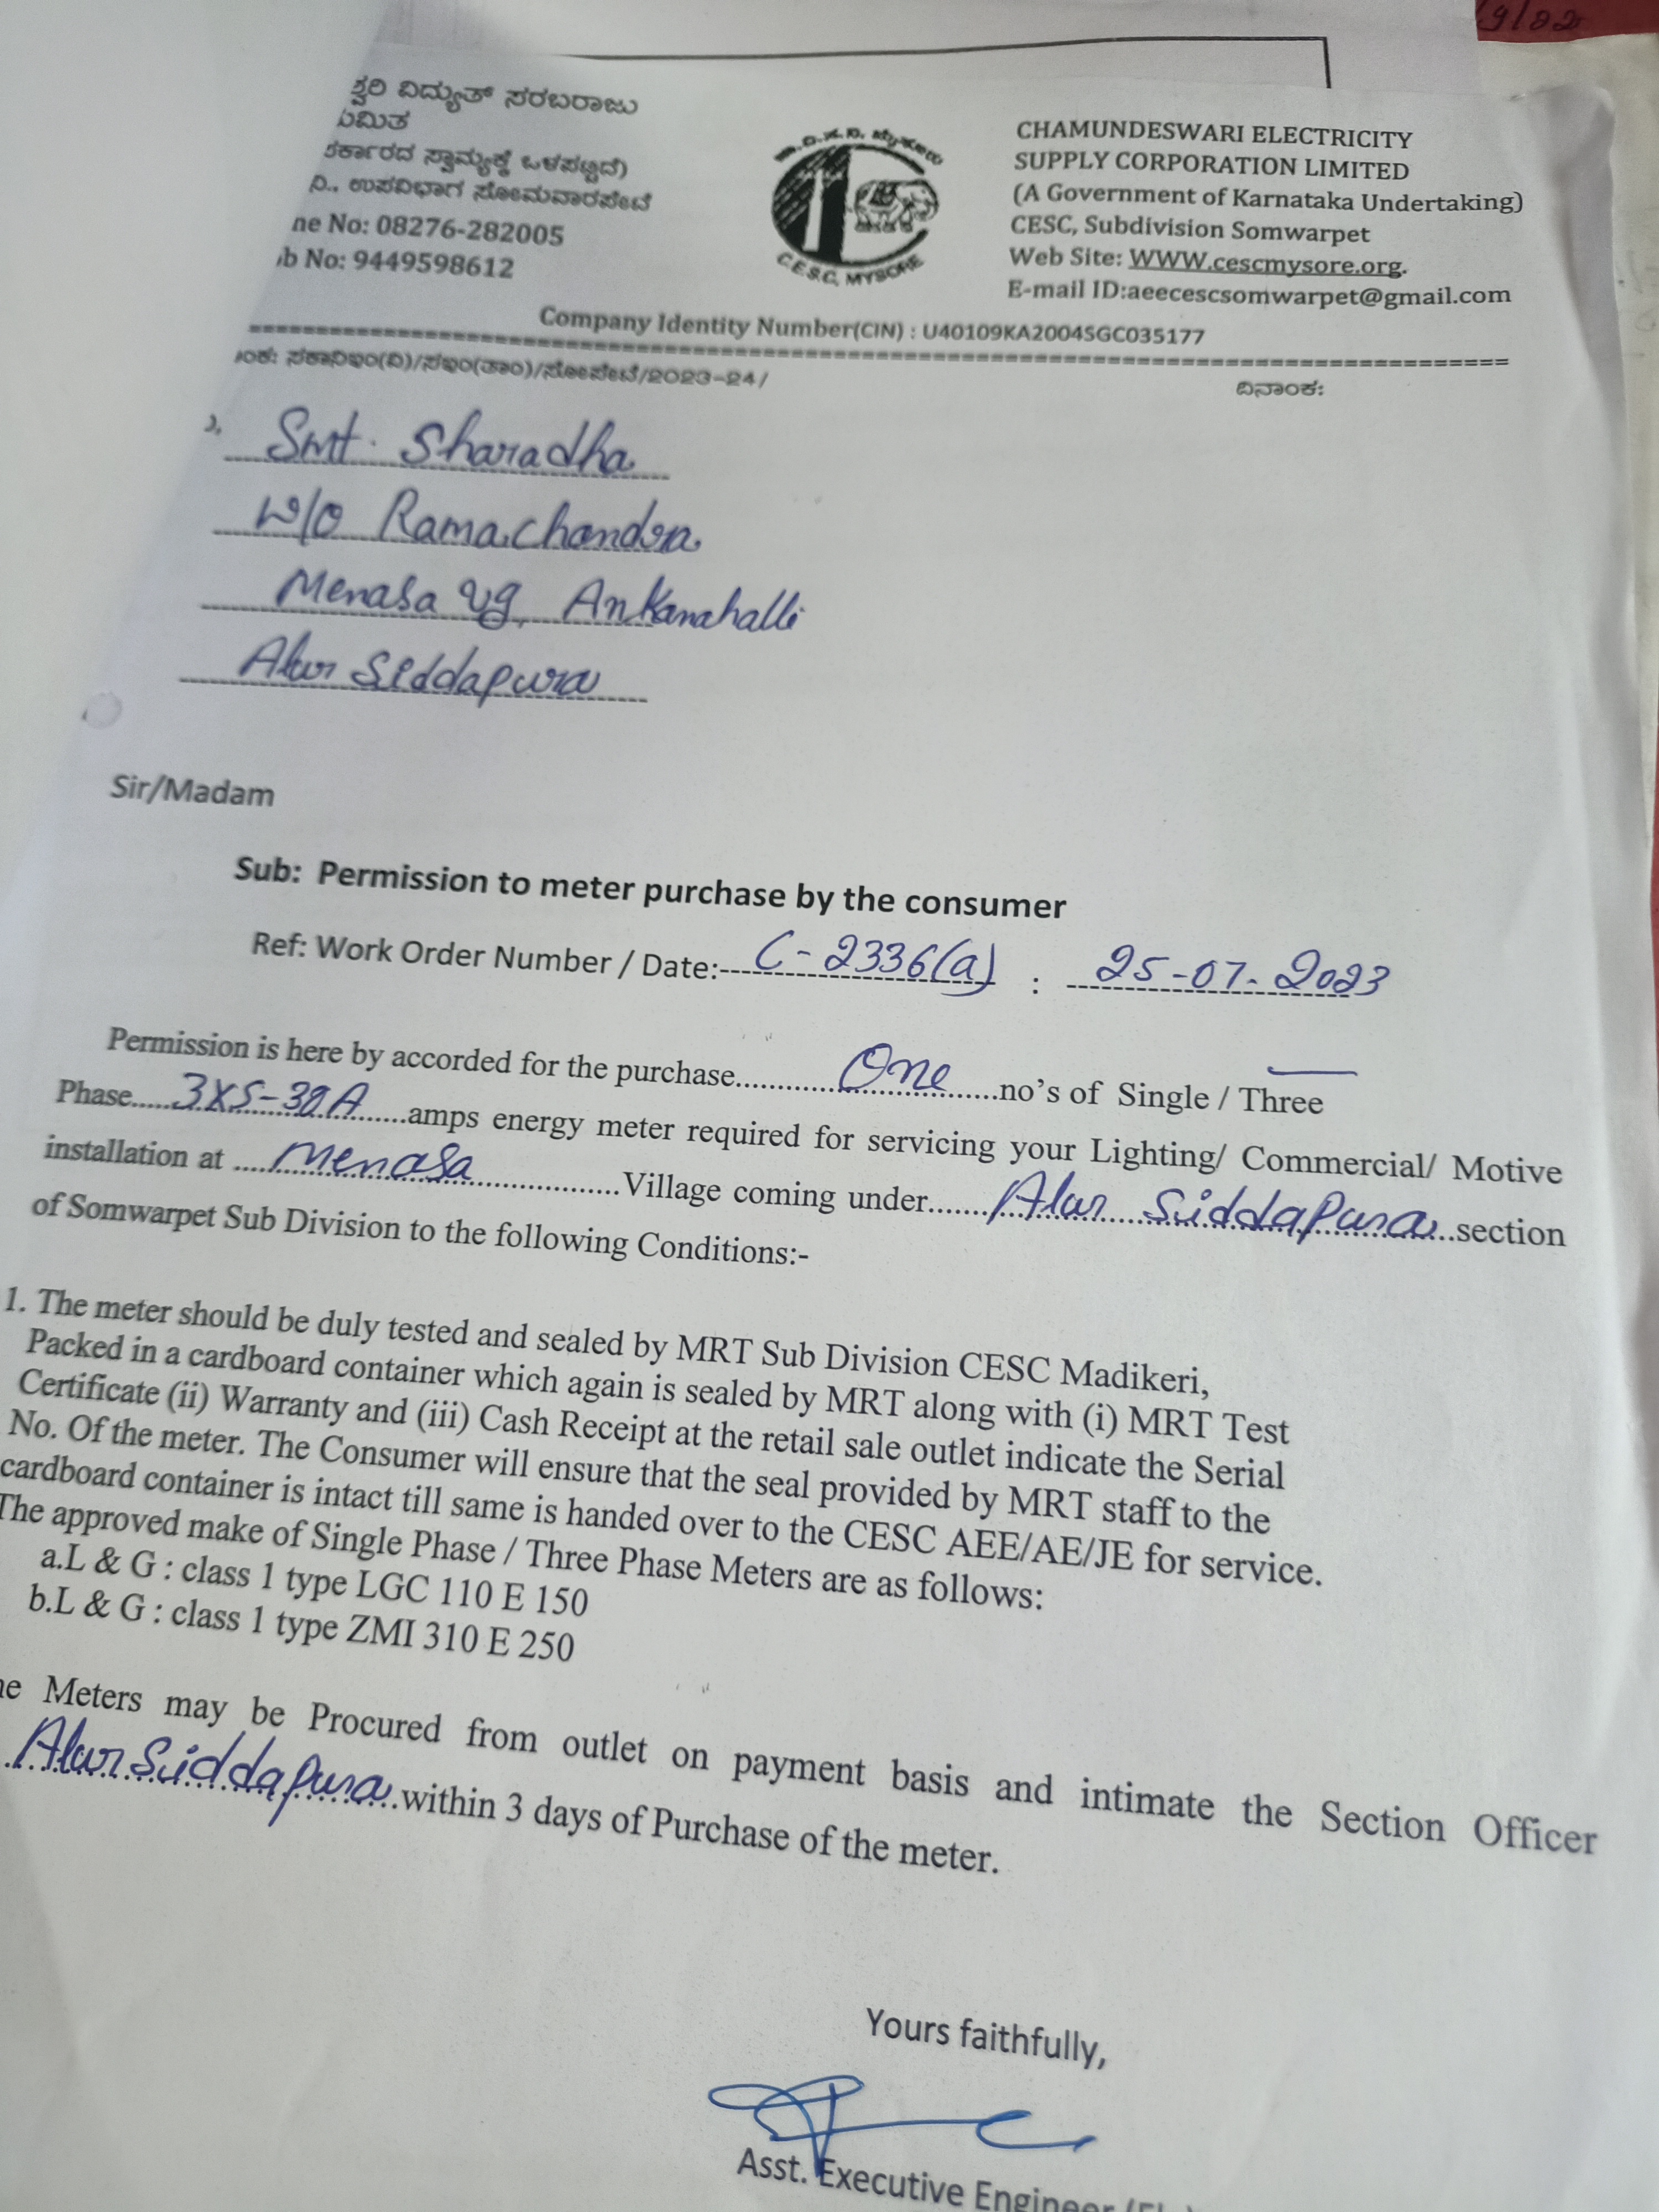 9/22
ಶ್ವರಿ ವಿದ್ಯುತ್ ಸರಬರಾಜು
ಮಿತ
ರ್ಕಾರದ ಸ್ವಾಮ್ಯಕ್ಕೆ ಒಳಪಟ್ಟಿದೆ)
ನಿ., ಉಪವಿಭಾಗ ಸೋಮವಾರಪೇಟೆ
ne No: 08276-282005
b No: 9449598612
C.E.S.C, MYSORE
CHAMUNDESWARI ELECTRICITY
SUPPLY CORPORATION LIMITED
(A Government of Karnataka Undertaking)
CESC, Subdivision Somwarpet
Web Site: WWW.cescmysore.org.
E-mail ID:aeecescsomwarpet@gmail.com
Company Identity Number(CIN) : U40109KA2004SGC035177
ಂಕ: ಸಕಾನಿಇಂ(ವಿ)/ಸಇಂ(ತಾಂ)/ಸೋಪೇಟೆ/2023-24/
ದಿನಾಂಕ:
Smt. Sharadha
W/O Ramachandra
Menasa vg, Ankanahalli
Alur Siddapura
Sir/Madam
Sub: Permission to meter purchase by the consumer
Ref: Work Order Number / Date:- C-2336(a) : 25-07-2023
Permission is here by accorded for the purchase............One......no's of Single / Three
Phase.....3X5-30A......amps energy meter required for servicing your Lighting/ Commercial/ Motive
installation at ....Menasa..................Village coming under......Alur Siddapura..section
of Somwarpet Sub Division to the following Conditions:-
1. The meter should be duly tested and sealed by MRT Sub Division CESC Madikeri,
Packed in a cardboard container which again is sealed by MRT along with (i) MRT Test
Certificate (ii) Warranty and (iii) Cash Receipt at the retail sale outlet indicate the Serial
No. Of the meter. The Consumer will ensure that the seal provided by MRT staff to the
cardboard container is intact till same is handed over to the CESC AEE/AE/JE for service.
The approved make of Single Phase / Three Phase Meters are as follows:
a.L & G : class 1 type LGC 110 E 150
b.L & G : class 1 type ZMI 310 E 250
he Meters may be Procured from outlet on payment basis and intimate the Section Officer
..Alur Siddapura..within 3 days of Purchase of the meter.
Yours faithfully,
Asst. Executive Engineer (El